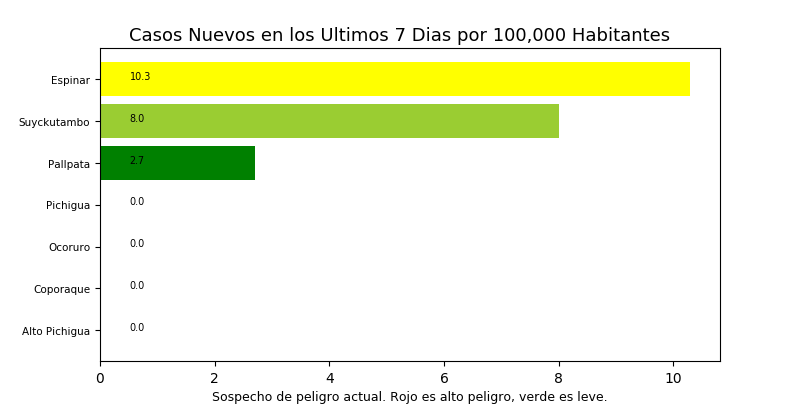 Casos Nuevos en los Ultimos 7 Dias por 100,000 Habitantes
Espinar 10.3
Suyckutambo 8.0
Pallpata 2.7
Pichigua 0.0
Ocoruro 0.0
Coporaque 0.0
Alto Pichigua 0.0
0 2 4 6 8 10
Sospecho de peligro actual. Rojo es alto peligro, verde es leve.